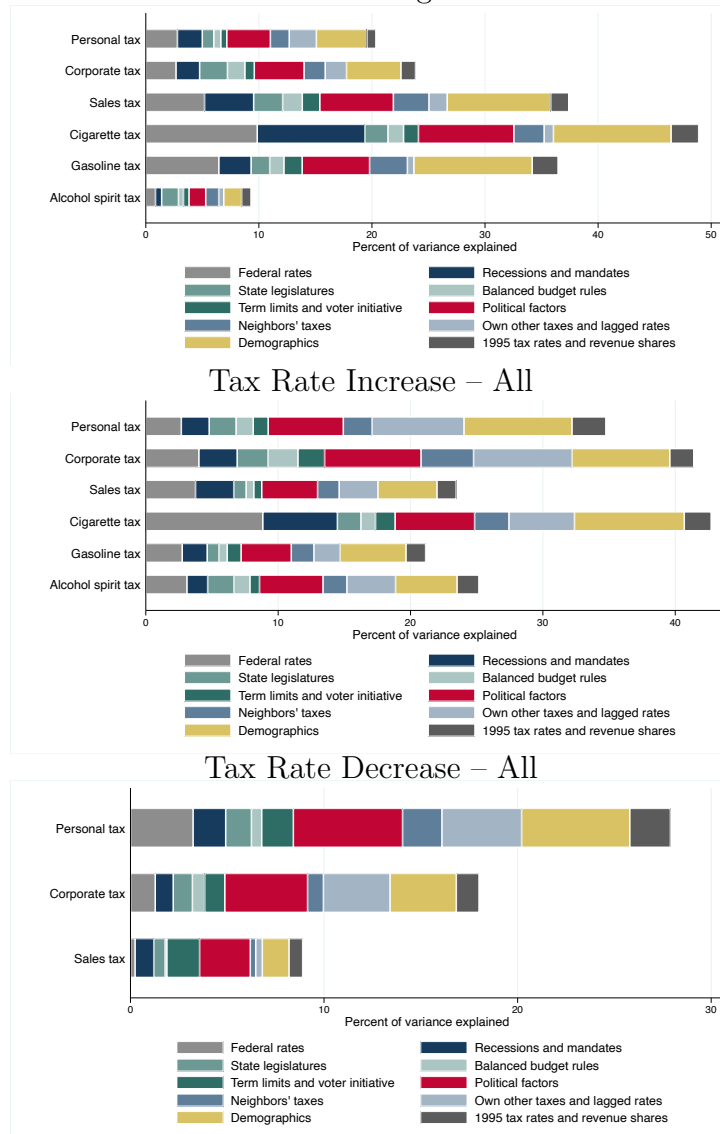 Personal tax
Corporate tax
Sales tax
Cigarette tax
Gasoline tax
Alcohol spirit tax
0 10 20 30 40 50
Percent of variance explained
Federal rates Recessions and mandates
State legislatures Balanced budget rules
Term limits and voter initiative Political factors
Neighbors' taxes Own other taxes and lagged rates
Demographics 1995 tax rates and revenue shares
Tax Rate Increase – All
Personal tax
Corporate tax
Sales tax
Cigarette tax
Gasoline tax
Alcohol spirit tax
0 10 20 30 40
Percent of variance explained
Federal rates Recessions and mandates
State legislatures Balanced budget rules
Term limits and voter initiative Political factors
Neighbors' taxes Own other taxes and lagged rates
Demographics 1995 tax rates and revenue shares
Tax Rate Decrease – All
Personal tax
Corporate tax
Sales tax
0 10 20 30
Percent of variance explained
Federal rates Recessions and mandates
State legislatures Balanced budget rules
Term limits and voter initiative Political factors
Neighbors' taxes Own other taxes and lagged rates
Demographics 1995 tax rates and revenue shares